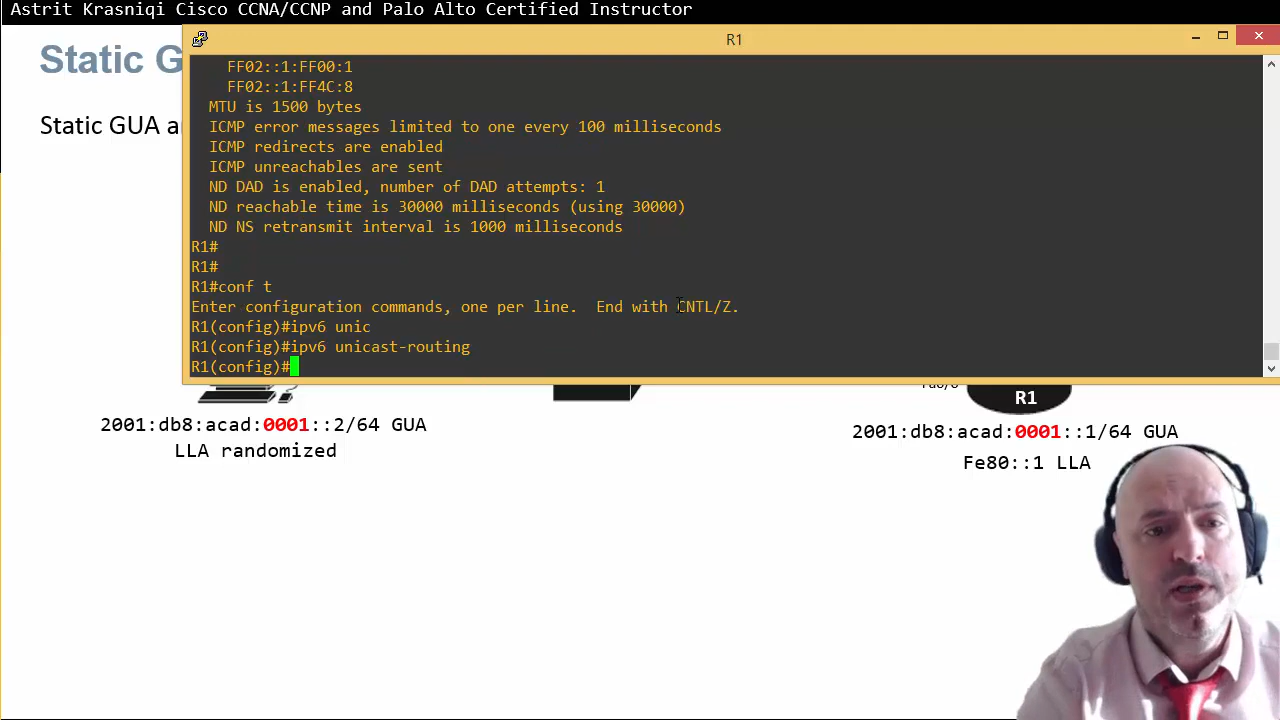 Astrit Krasniqi Cisco CCNA/CCNP and Palo Alto Certified Instructor
Static G
R1
Static GUA a
FF02::1:FF00:1
FF02::1:FF4C:8
MTU is 1500 bytes
ICMP error messages limited to one every 100 milliseconds
ICMP redirects are enabled
ICMP unreachables are sent
ND DAD is enabled, number of DAD attempts: 1
ND reachable time is 30000 milliseconds (using 30000)
ND NS retransmit interval is 1000 milliseconds
R1#
R1#
R1#conf t
Enter configuration commands, one per line.  End with CNTL/Z.
R1(config)#ipv6 unic
R1(config)#ipv6 unicast-routing
R1(config)#
R1
2001:db8:acad:0001::2/64 GUA
LLA randomized
2001:db8:acad:0001::1/64 GUA
Fe80::1 LLA